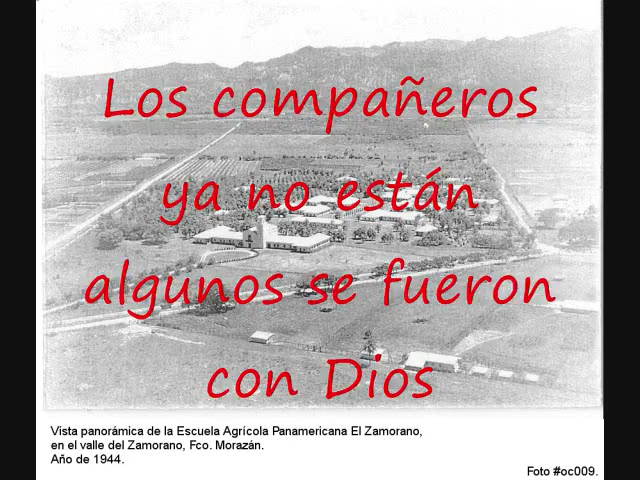 Los compañeros
ya no están
algunos se fueron
con Dios
Vista panorámica de la Escuela Agrícola Panamericana El Zamorano,
en el valle del Zamorano, Fco. Morazán.
Año de 1944.
Foto #oc009.